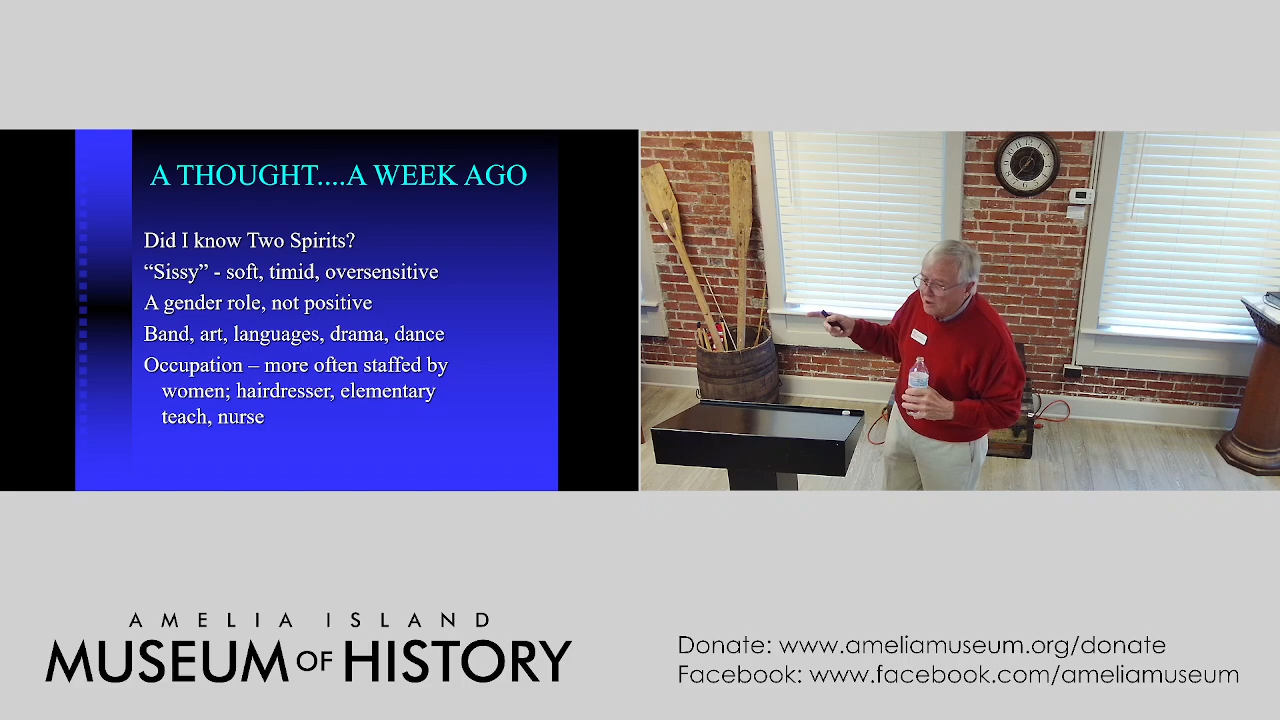 A THOUGHT....A WEEK AGO
Did I know Two Spirits?
“Sissy” - soft, timid, oversensitive
A gender role, not positive
Band, art, languages, drama, dance
Occupation – more often staffed by
women; hairdresser, elementary
teach, nurse
AMELIA ISLAND
MUSEUM OF HISTORY
Donate: www.ameliamuseum.org/donate
Facebook: www.facebook.com/ameliamuseum